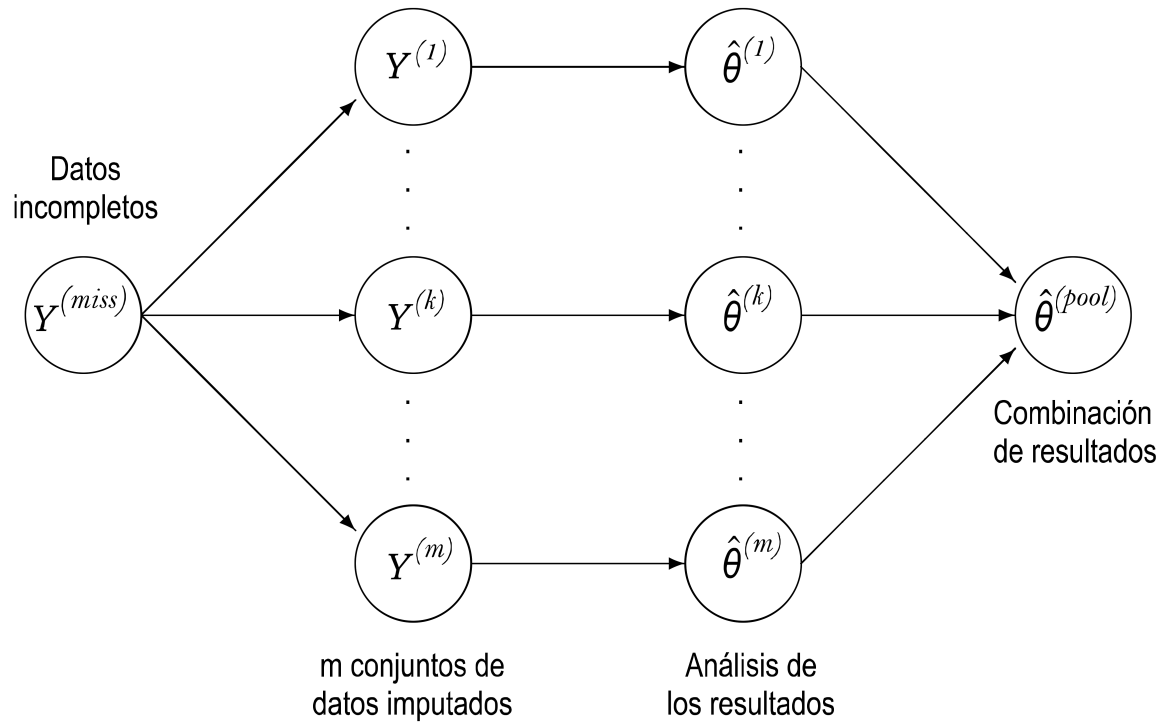 Y^(1)
θ̂^(1)
Datos
incompletos
Y^(miss)
Y^(k)
θ̂^(k)
θ̂^(pool)
Combinación
de resultados
Y^(m)
θ̂^(m)
m conjuntos de
datos imputados
Análisis de
los resultados